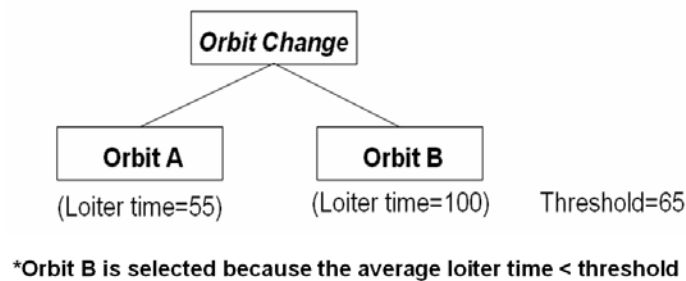 Orbit Change
Orbit A
Orbit B
(Loiter time=55)
(Loiter time=100)
Threshold=65
*Orbit B is selected because the average loiter time < threshold